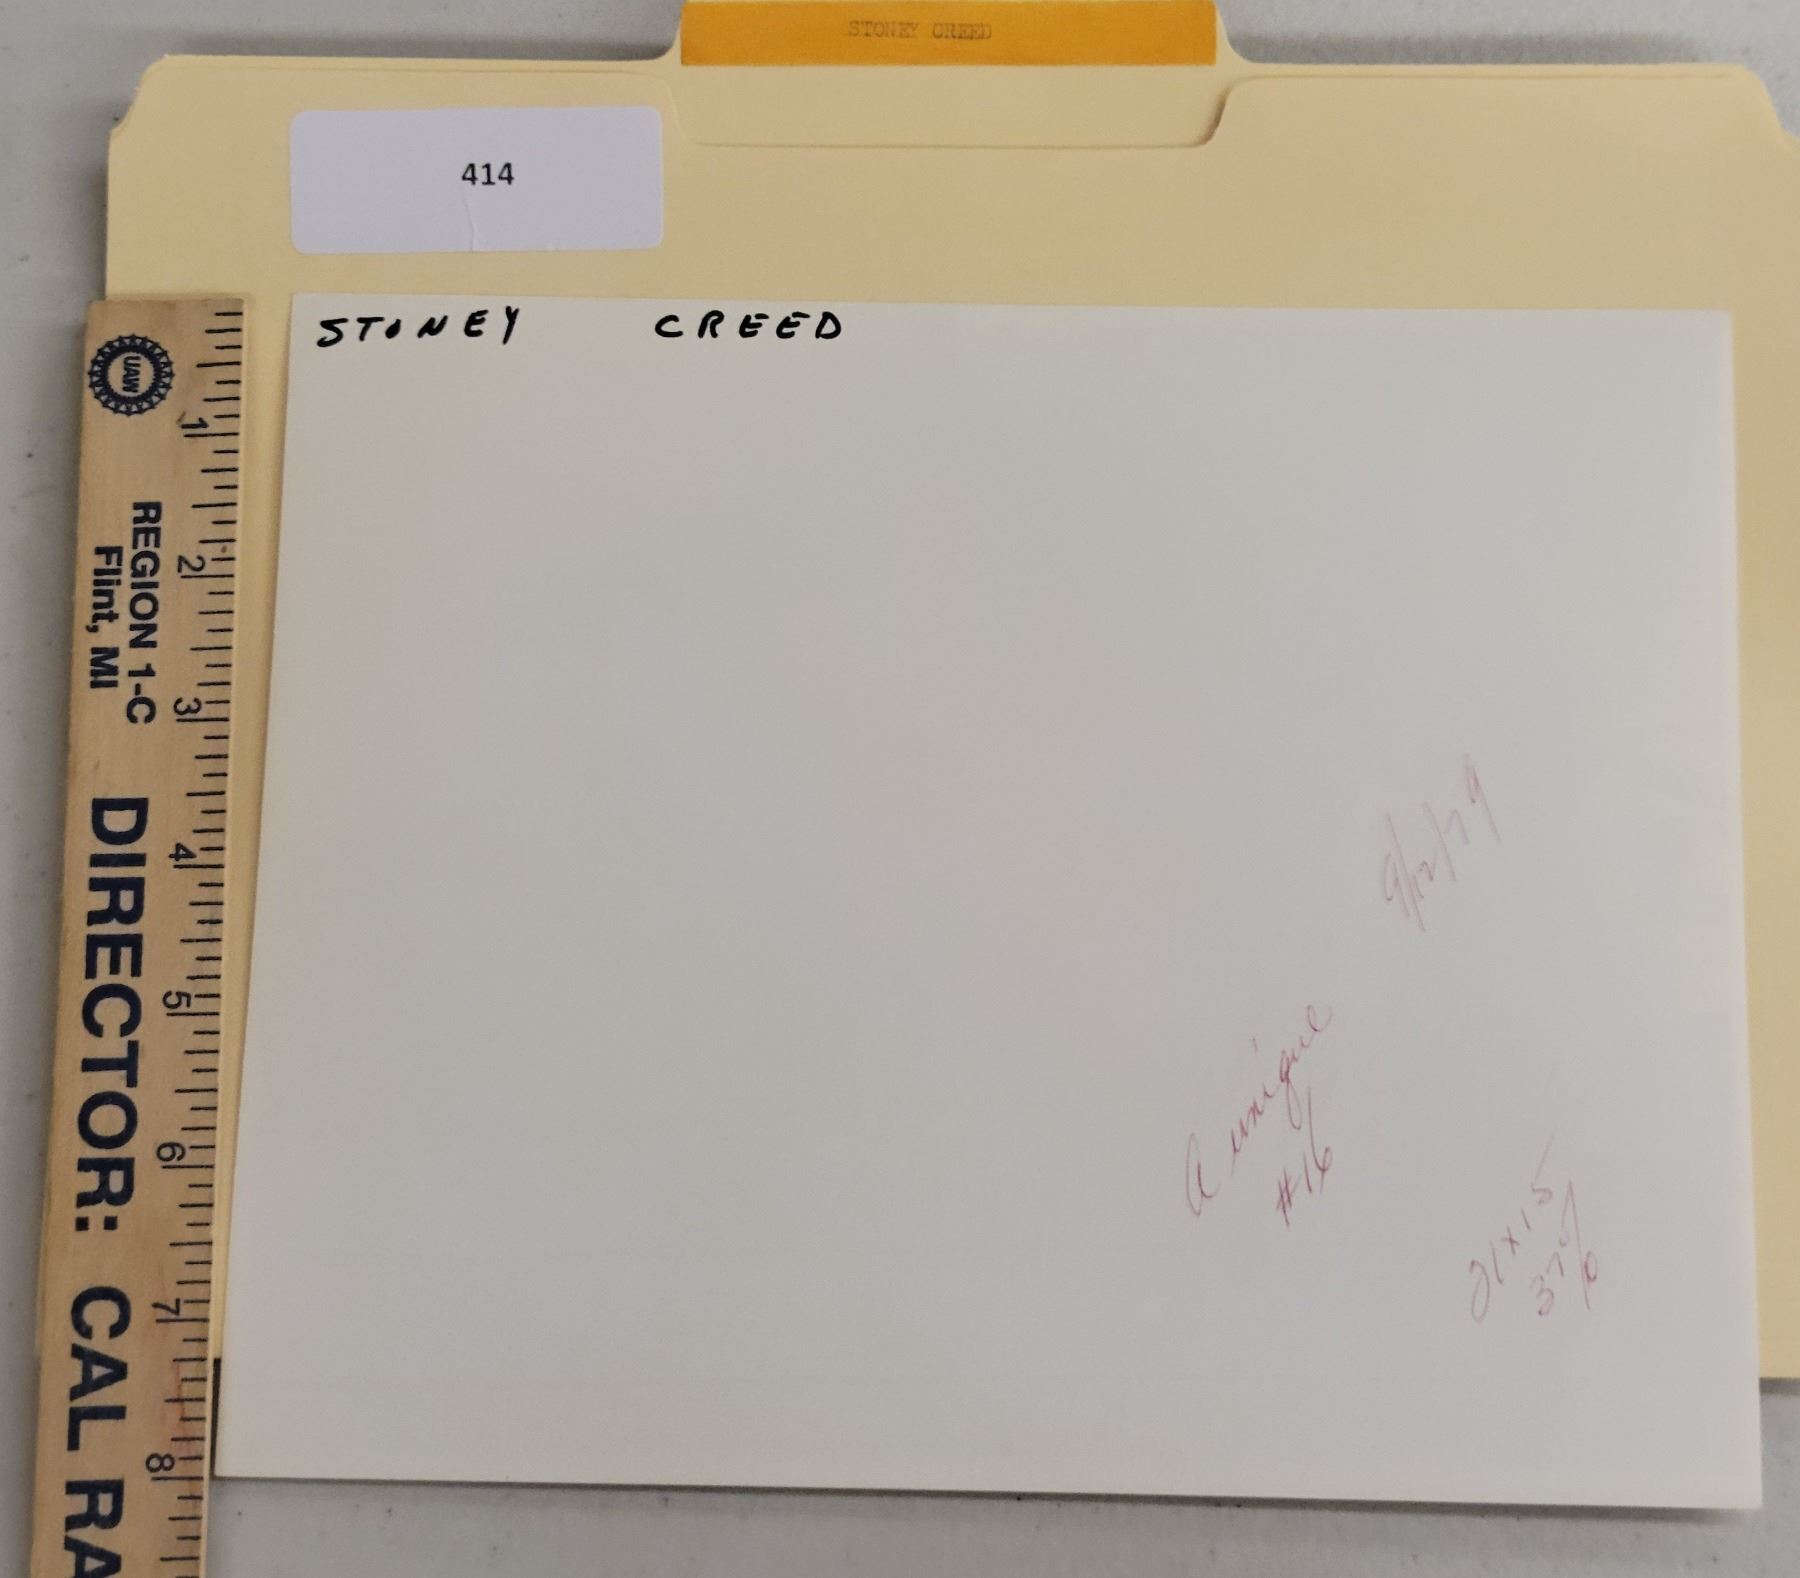 STONEY CREED
414
STONEY CREED
UAW
REGION 1-C
Flint, MI
DIRECTOR: CAL RA
1
2
3
4
5
6
7
8
9/12/79
a unique
#16
21x15
37%